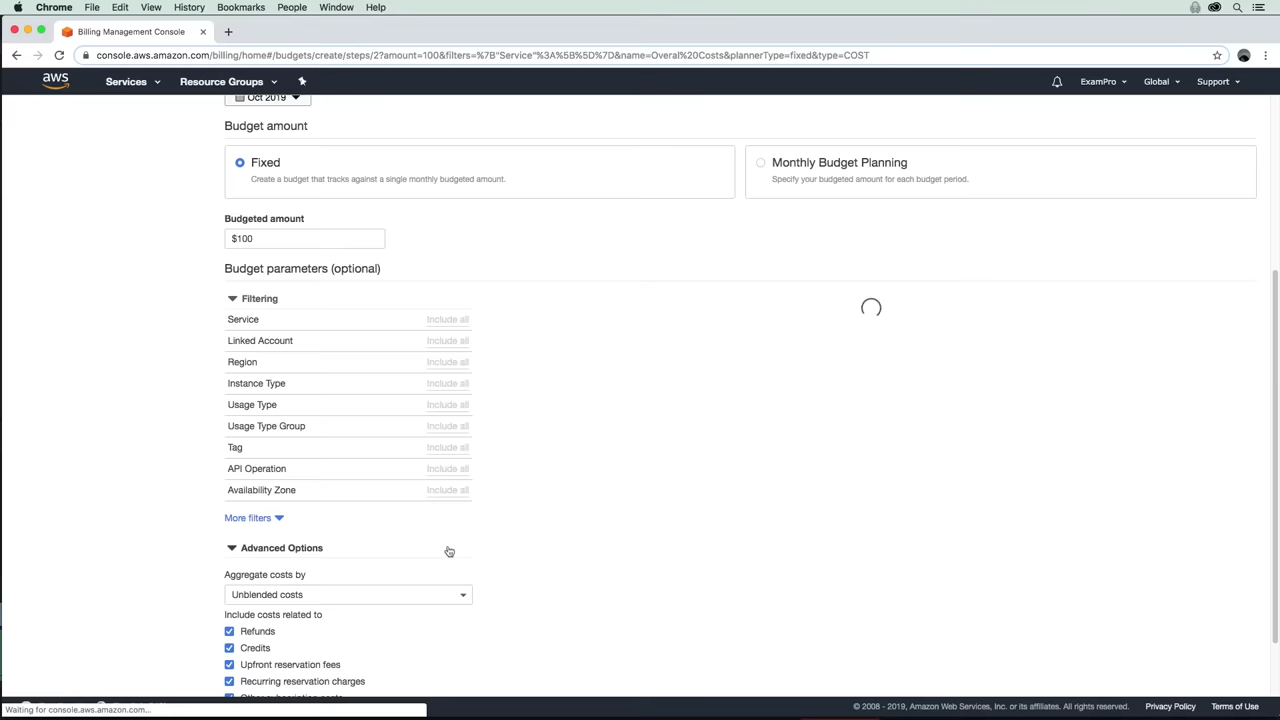 Chrome File Edit View History Bookmarks People Window Help
Billing Management Console
console.aws.amazon.com/billing/home#/budgets/create/steps/2?amount=100&filters=%7B"Service"%3A%5B%5D%7D&name=Overal%20Costs&plannerType=fixed&type=COST
aws Services Resource Groups ExamPro Global Support
Oct 2019
Budget amount
Fixed
Create a budget that tracks against a single monthly budgeted amount.
Monthly Budget Planning
Specify your budgeted amount for each budget period.
Budgeted amount
$100
Budget parameters (optional)
Filtering
Service Include all
Linked Account Include all
Region Include all
Instance Type Include all
Usage Type Include all
Usage Type Group Include all
Tag Include all
API Operation Include all
Availability Zone Include all
More filters
Advanced Options
Aggregate costs by
Unblended costs
Include costs related to
Refunds
Credits
Upfront reservation fees
Recurring reservation charges
Other subscription costs
Waiting for console.aws.amazon.com...
© 2008 - 2019, Amazon Web Services, Inc. or its affiliates. All rights reserved. Privacy Policy Terms of Use